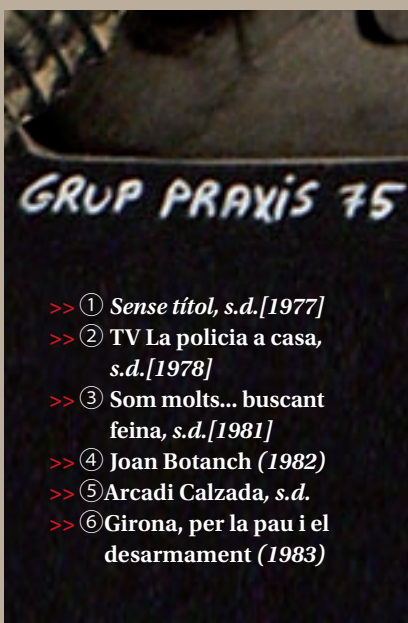 GRUP PRAXIS 75
>> ① Sense títol, s.d.[1977]
>> ② TV La policia a casa,
s.d.[1978]
>> ③ Som molts... buscant
feina, s.d.[1981]
>> ④ Joan Botanch (1982)
>> ⑤Arcadi Calzada, s.d.
>> ⑥Girona, per la pau i el
desarmament (1983)